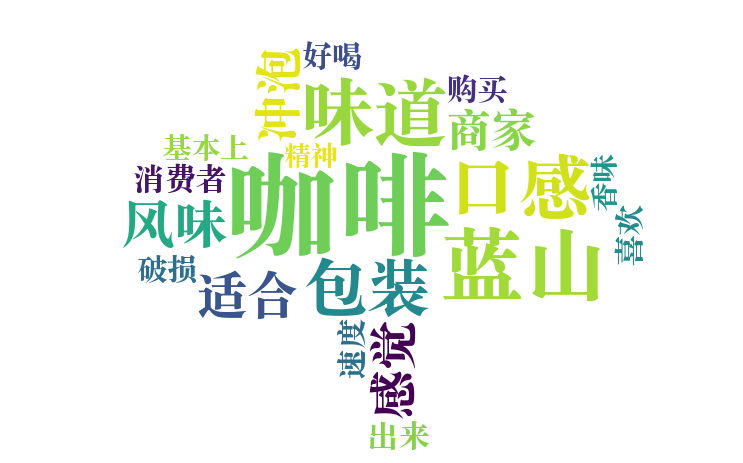 好喝
冲泡
味道
购买
商家
基本上
精神
消费者
咖啡
口感
香味
风味
喜欢
蓝山
破损
适合
包装
速度
感觉
出来